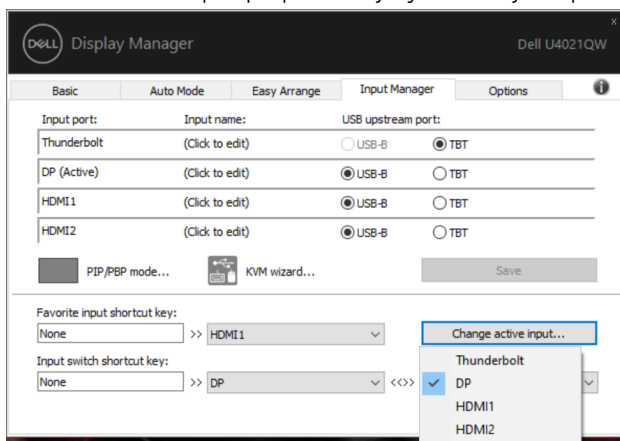 x
DELL Display Manager Dell U4021QW
Basic Auto Mode Easy Arrange Input Manager Options i
Input port: Input name: USB upstream port:
Thunderbolt (Click to edit) USB-B TBT
DP (Active) (Click to edit) USB-B TBT
HDMI1 (Click to edit) USB-B TBT
HDMI2 (Click to edit) USB-B TBT
PIP/PBP mode... KVM wizard... Save
Favorite input shortcut key:
None >> HDMI1 Change active input...
Input switch shortcut key:
None >> DP <<>>
Thunderbolt
DP
HDMI1
HDMI2